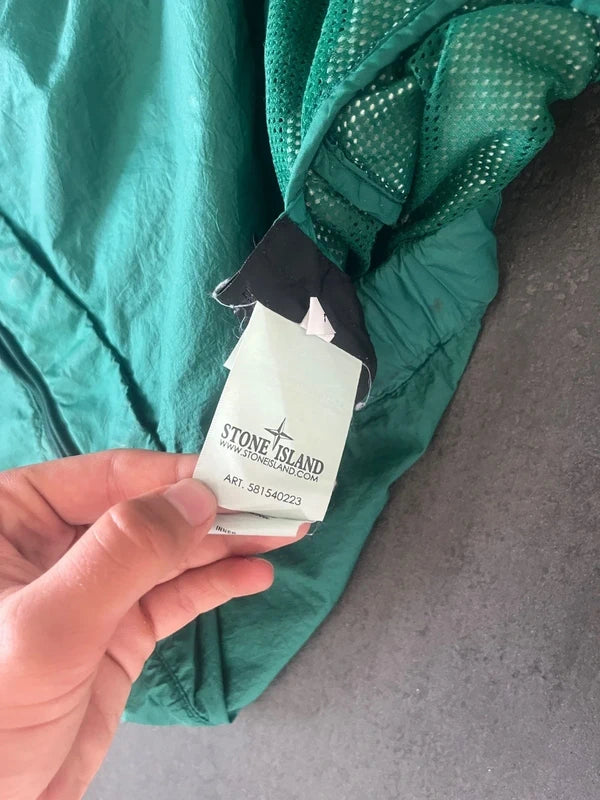 STONE ISLAND
WWW.STONEISLAND.COM
ART. 581540223